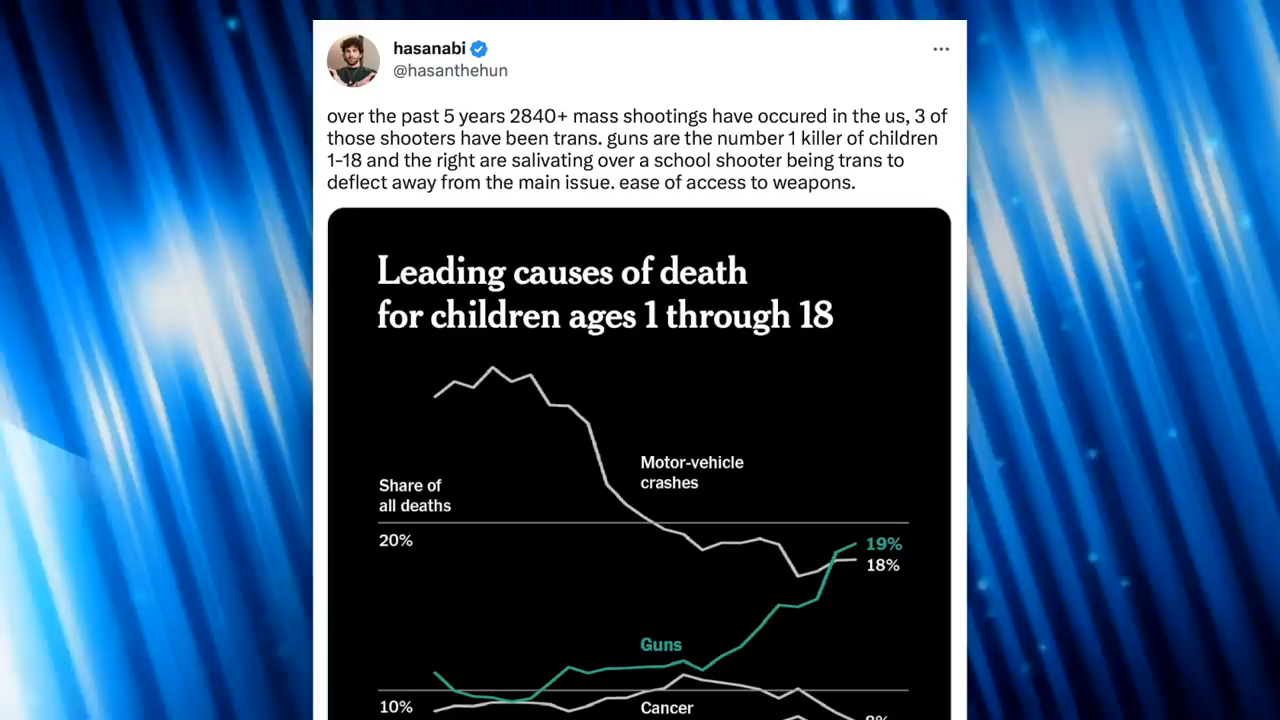 hasanabi
@hasanthehun
over the past 5 years 2840+ mass shootings have occured in the us, 3 of
those shooters have been trans. guns are the number 1 killer of children
1-18 and the right are salivating over a school shooter being trans to
deflect away from the main issue. ease of access to weapons.
Leading causes of death
for children ages 1 through 18
Motor-vehicle
crashes
Share of
all deaths
20%
19%
18%
Guns
10%
Cancer